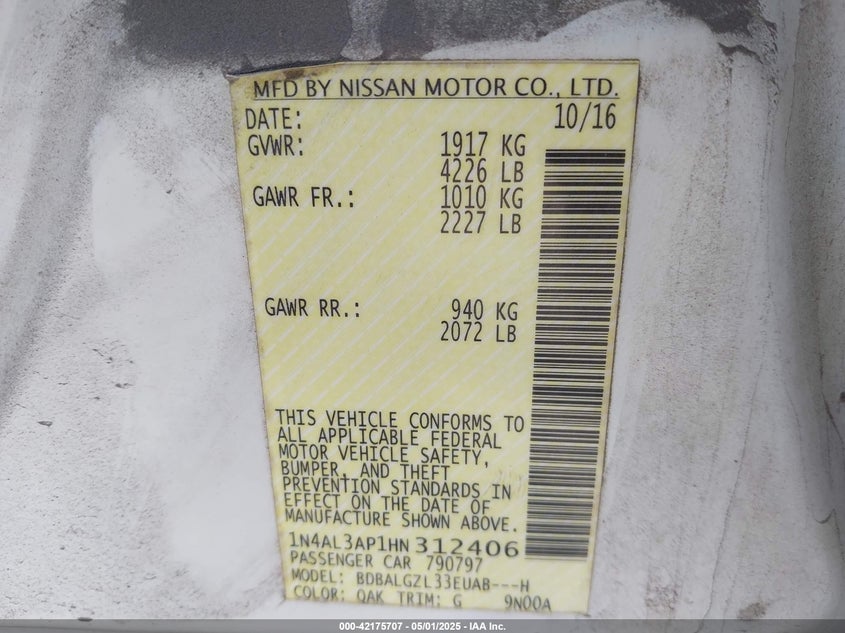 MFD BY NISSAN MOTOR CO., LTD.
DATE: 10/16
GVWR: 1917 KG
4226 LB
GAWR FR.: 1010 KG
2227 LB
GAWR RR.: 940 KG
2072 LB
THIS VEHICLE CONFORMS TO
ALL APPLICABLE FEDERAL
MOTOR VEHICLE SAFETY,
BUMPER, AND THEFT
PREVENTION STANDARDS IN
EFFECT ON THE DATE OF
MANUFACTURE SHOWN ABOVE.
1N4AL3AP1HN312406
PASSENGER CAR 790797
MODEL: BDBALGZL33EUAB---H
COLOR: QAK TRIM: G 9N00A
000-42175707 - 05/01/2025 - IAA Inc.